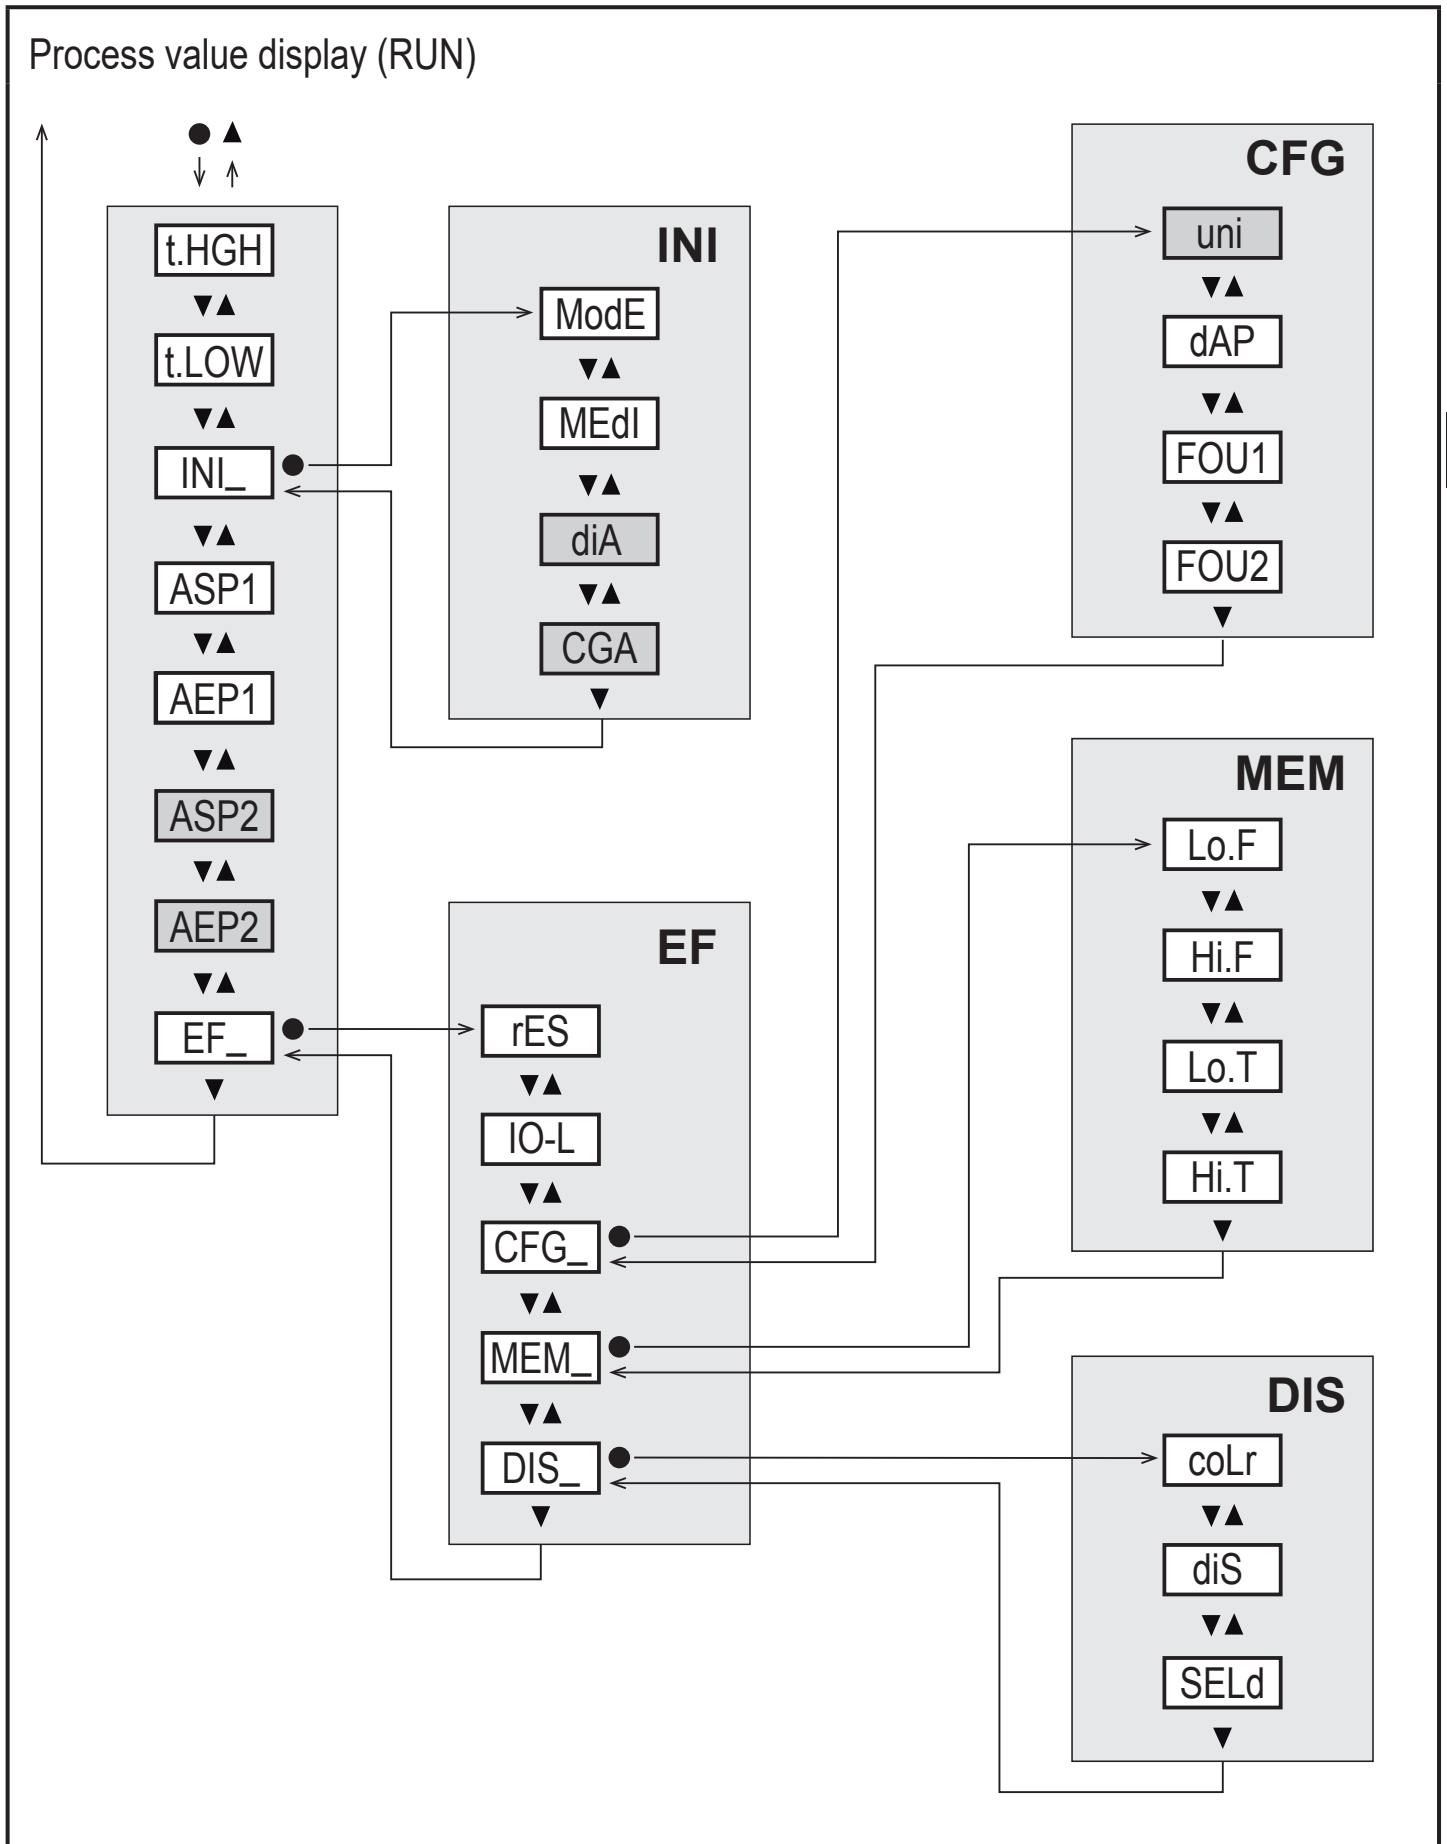 Process value display (RUN)
t.HGH
t.LOW
INI_
ASP1
AEP1
ASP2
AEP2
EF_
INI
ModE
MEdI
diA
CGA
EF
rES
IO-L
CFG_
MEM_
DIS_
CFG
uni
dAP
FOU1
FOU2
MEM
Lo.F
Hi.F
Lo.T
Hi.T
DIS
coLr
diS
SELd